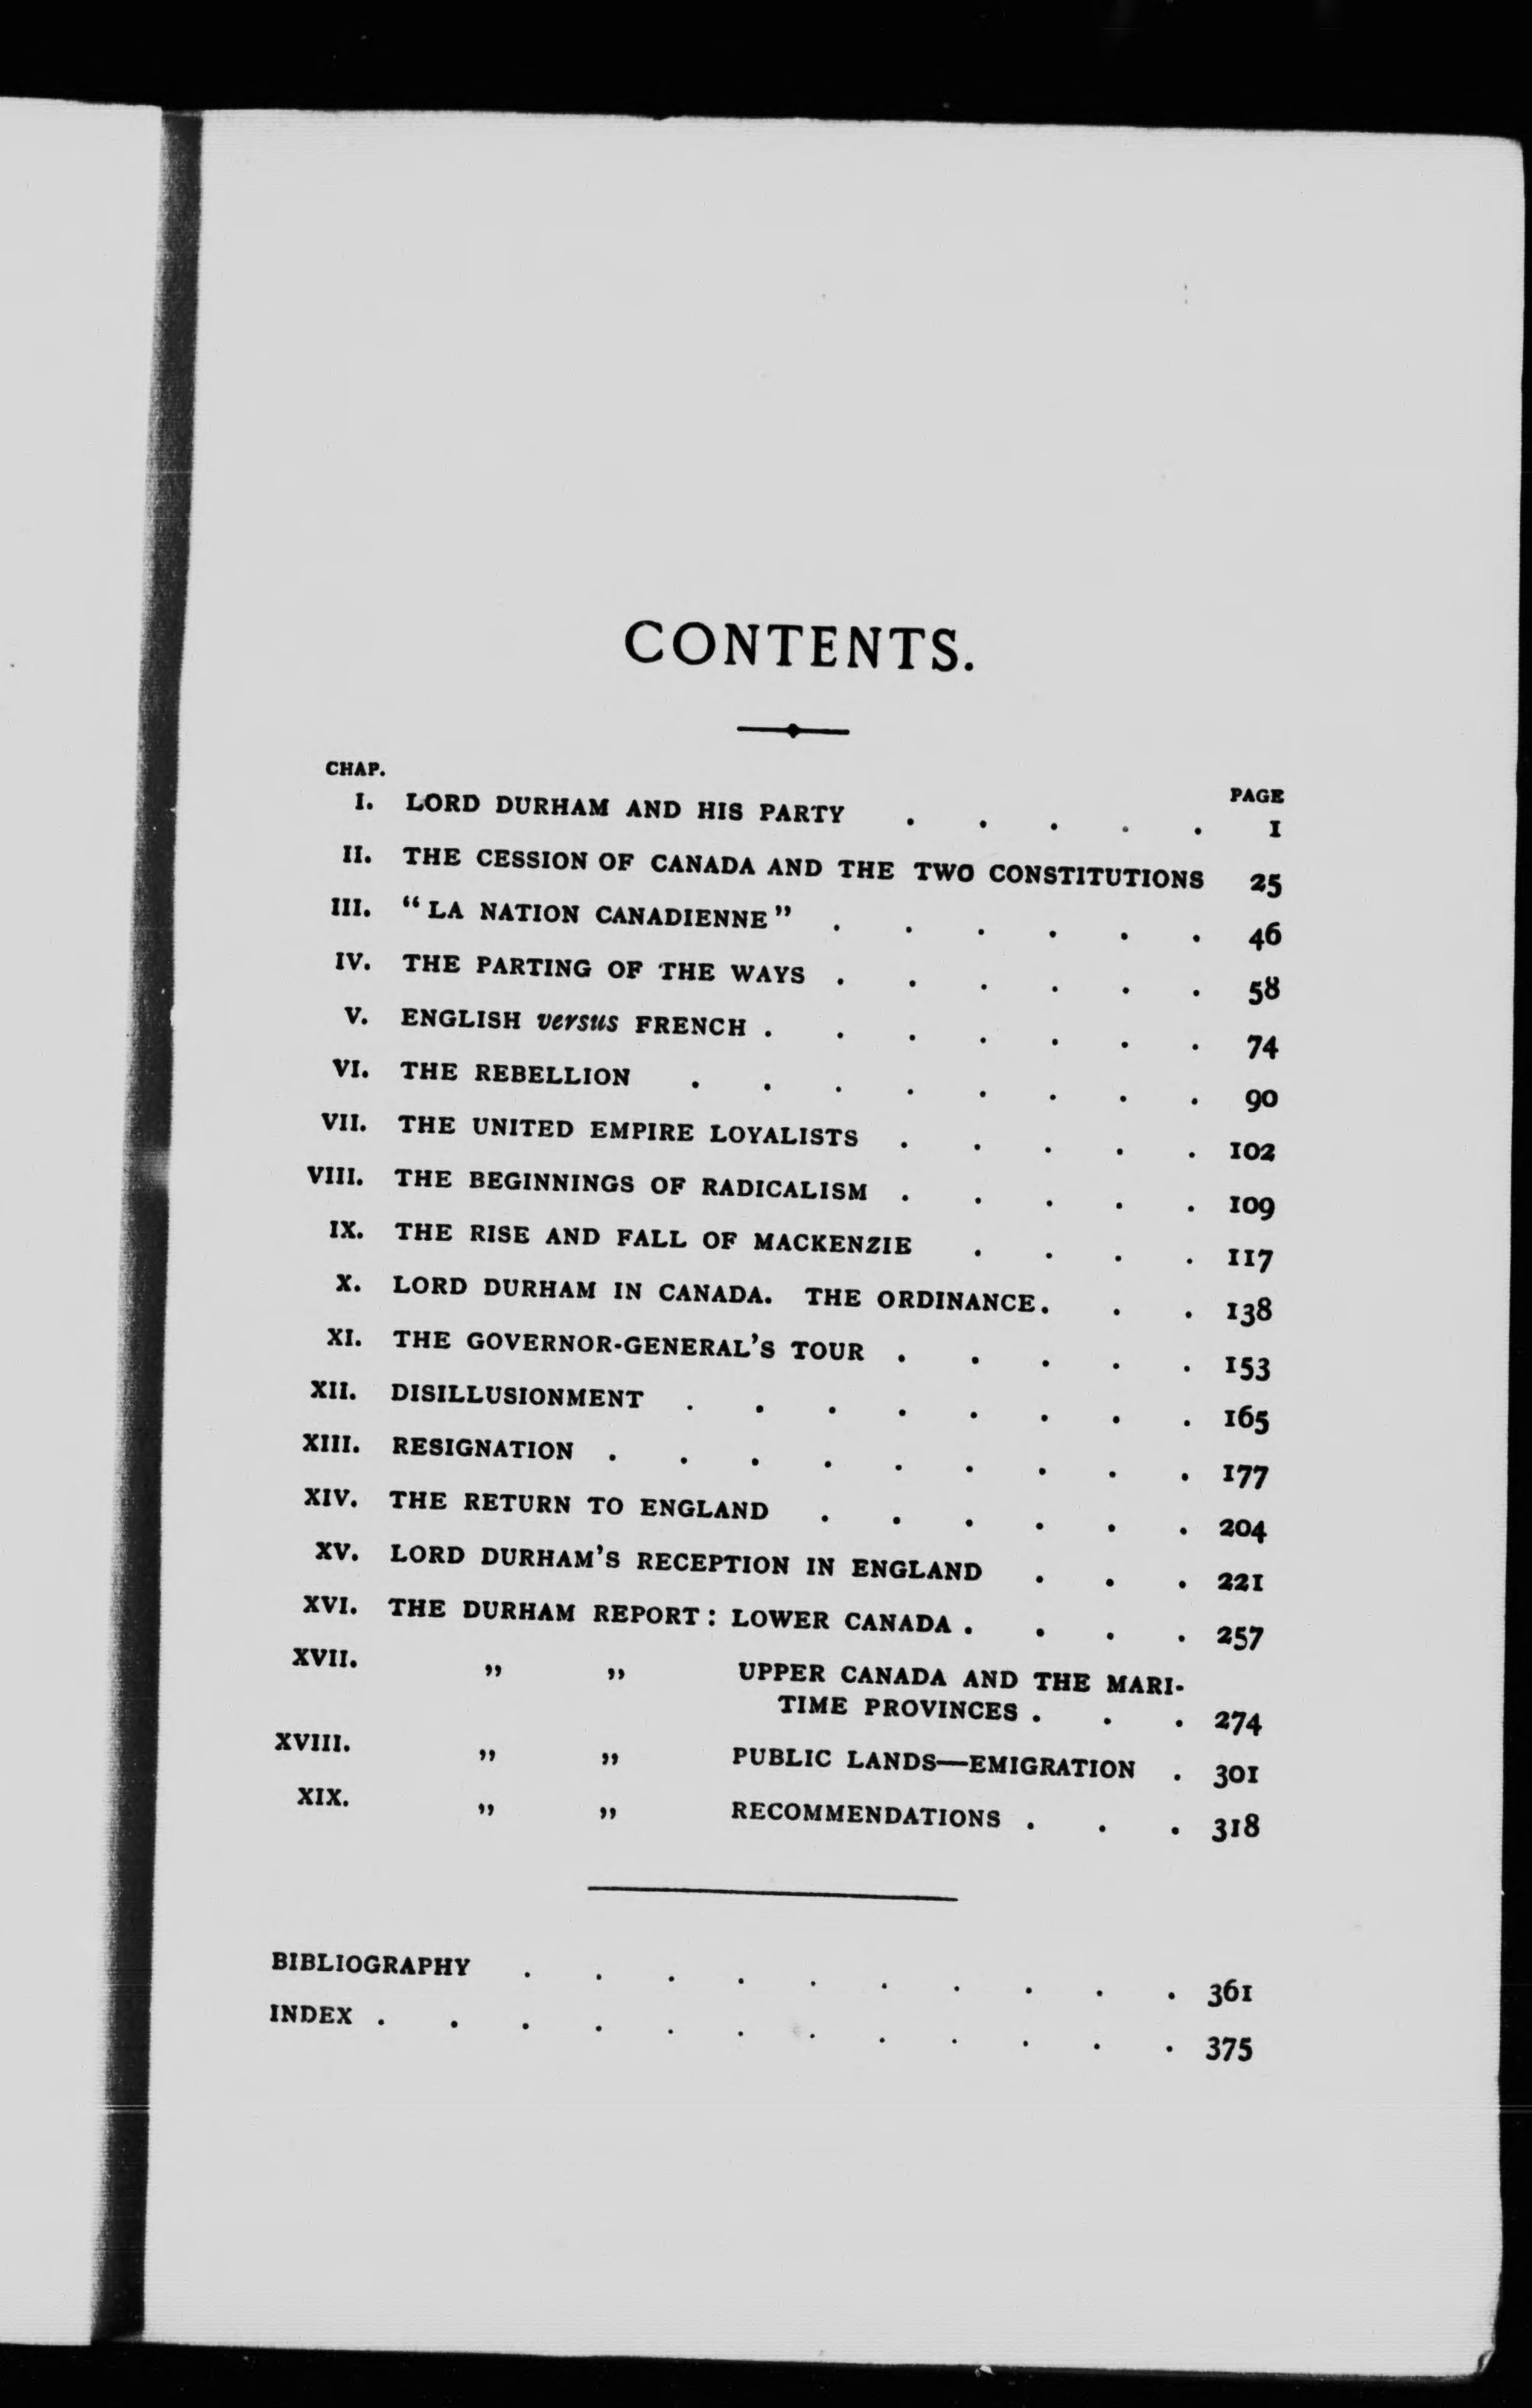 CONTENTS.
CHAP. PAGE
I. LORD DURHAM AND HIS PARTY . . . . . 1
II. THE CESSION OF CANADA AND THE TWO CONSTITUTIONS 25
III. “LA NATION CANADIENNE” . . . . . . 46
IV. THE PARTING OF THE WAYS . . . . . . 58
V. ENGLISH versus FRENCH . . . . . . . 74
VI. THE REBELLION . . . . . . . . 90
VII. THE UNITED EMPIRE LOYALISTS . . . . . 102
VIII. THE BEGINNINGS OF RADICALISM . . . . . 109
IX. THE RISE AND FALL OF MACKENZIE . . . . 117
X. LORD DURHAM IN CANADA. THE ORDINANCE. . . 138
XI. THE GOVERNOR-GENERAL’S TOUR . . . . . 153
XII. DISILLUSIONMENT . . . . . . . . 165
XIII. RESIGNATION . . . . . . . . . 177
XIV. THE RETURN TO ENGLAND . . . . . . 204
XV. LORD DURHAM’S RECEPTION IN ENGLAND . . . 221
XVI. THE DURHAM REPORT: LOWER CANADA . . . . 257
XVII. ,, ,, UPPER CANADA AND THE MARI-
TIME PROVINCES . . . 274
XVIII. ,, ,, PUBLIC LANDS—EMIGRATION . 301
XIX. ,, ,, RECOMMENDATIONS . . . 318
BIBLIOGRAPHY . . . . . . . . . . 361
INDEX . . . . . . . . . . . . 375